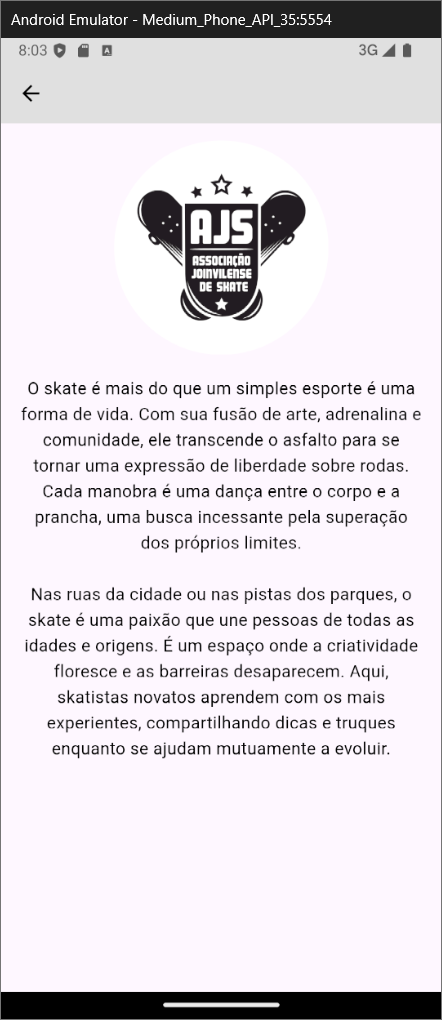 Android Emulator - Medium_Phone_API_35:5554
8:03
3G
AJS
ASSOCIAÇÃO
JOINVILENSE
DE SKATE
O skate é mais do que um simples esporte é uma
forma de vida. Com sua fusão de arte, adrenalina e
comunidade, ele transcende o asfalto para se
tornar uma expressão de liberdade sobre rodas.
Cada manobra é uma dança entre o corpo e a
prancha, uma busca incessante pela superação
dos próprios limites.
Nas ruas da cidade ou nas pistas dos parques, o
skate é uma paixão que une pessoas de todas as
idades e origens. É um espaço onde a criatividade
floresce e as barreiras desaparecem. Aqui,
skatistas novatos aprendem com os mais
experientes, compartilhando dicas e truques
enquanto se ajudam mutuamente a evoluir.